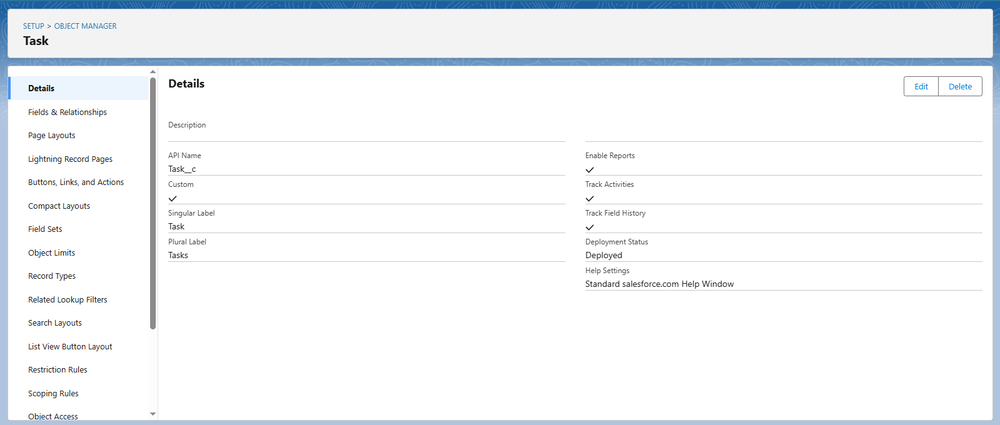 SETUP > OBJECT MANAGER
Task
Details
Fields & Relationships
Page Layouts
Lightning Record Pages
Buttons, Links, and Actions
Compact Layouts
Field Sets
Object Limits
Record Types
Related Lookup Filters
Search Layouts
List View Button Layout
Restriction Rules
Scoping Rules
Object Access
Details
Edit
Delete
Description
API Name
Task__c
Custom
Singular Label
Task
Plural Label
Tasks
Enable Reports
Track Activities
Track Field History
Deployment Status
Deployed
Help Settings
Standard salesforce.com Help Window